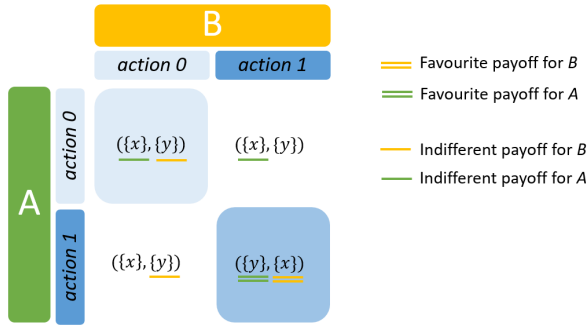 B
action 0 action 1
A
action 0
({x}, {y}) ({x}, {y})
action 1
({x}, {y}) ({y}, {x})
Favourite payoff for B
Favourite payoff for A
Indifferent payoff for B
Indifferent payoff for A